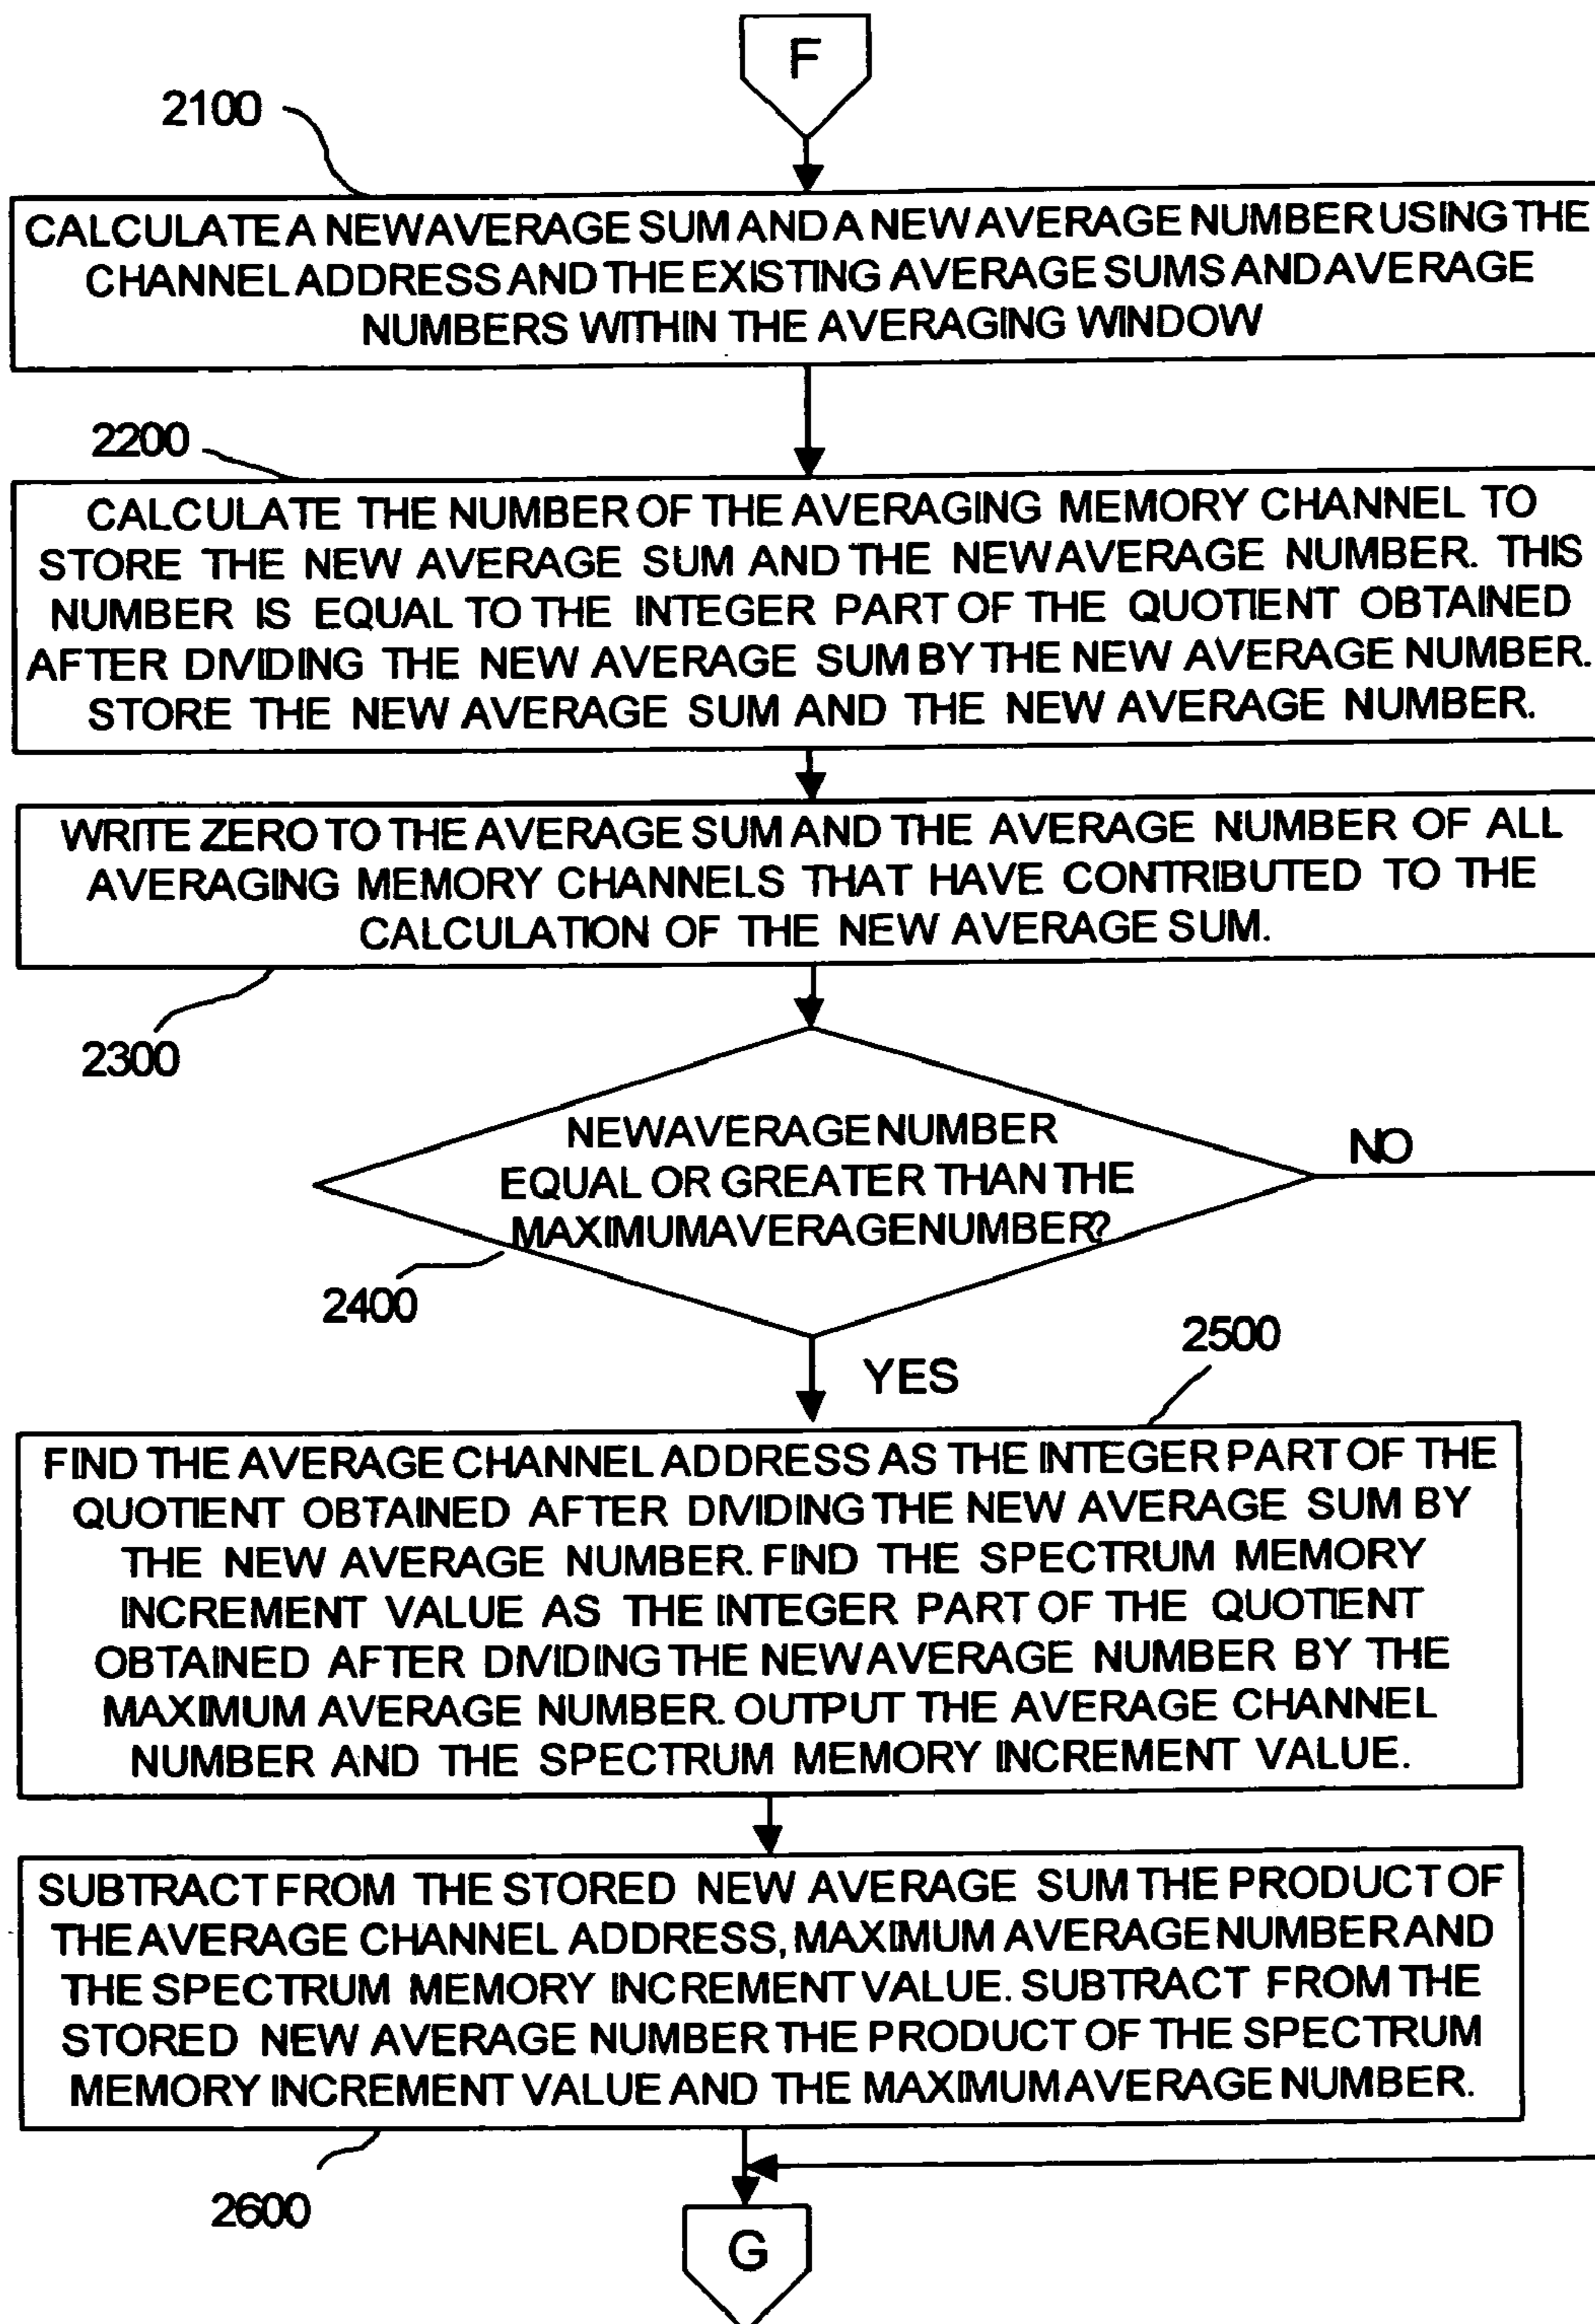 F
2100
CALCULATE A NEW AVERAGE SUM AND A NEW AVERAGE NUMBER USING THE
CHANNEL ADDRESS AND THE EXISTING AVERAGE SUMS AND AVERAGE
NUMBERS WITHIN THE AVERAGING WINDOW
2200
CALCULATE THE NUMBER OF THE AVERAGING MEMORY CHANNEL TO
STORE THE NEW AVERAGE SUM AND THE NEW AVERAGE NUMBER. THIS
NUMBER IS EQUAL TO THE INTEGER PART OF THE QUOTIENT OBTAINED
AFTER DIVIDING THE NEW AVERAGE SUM BY THE NEW AVERAGE NUMBER.
STORE THE NEW AVERAGE SUM AND THE NEW AVERAGE NUMBER.
WRITE ZERO TO THE AVERAGE SUM AND THE AVERAGE NUMBER OF ALL
AVERAGING MEMORY CHANNELS THAT HAVE CONTRIBUTED TO THE
CALCULATION OF THE NEW AVERAGE SUM.
2300
NEW AVERAGE NUMBER
EQUAL OR GREATER THAN THE
MAXIMUM AVERAGE NUMBER?
NO
2400
YES
2500
FIND THE AVERAGE CHANNEL ADDRESS AS THE INTEGER PART OF THE
QUOTIENT OBTAINED AFTER DIVIDING THE NEW AVERAGE SUM BY
THE NEW AVERAGE NUMBER. FIND THE SPECTRUM MEMORY
INCREMENT VALUE AS THE INTEGER PART OF THE QUOTIENT
OBTAINED AFTER DIVIDING THE NEW AVERAGE NUMBER BY THE
MAXIMUM AVERAGE NUMBER. OUTPUT THE AVERAGE CHANNEL
NUMBER AND THE SPECTRUM MEMORY INCREMENT VALUE.
SUBTRACT FROM THE STORED NEW AVERAGE SUM THE PRODUCT OF
THE AVERAGE CHANNEL ADDRESS, MAXIMUM AVERAGE NUMBER AND
THE SPECTRUM MEMORY INCREMENT VALUE. SUBTRACT FROM THE
STORED NEW AVERAGE NUMBER THE PRODUCT OF THE SPECTRUM
MEMORY INCREMENT VALUE AND THE MAXIMUM AVERAGE NUMBER.
2600
G